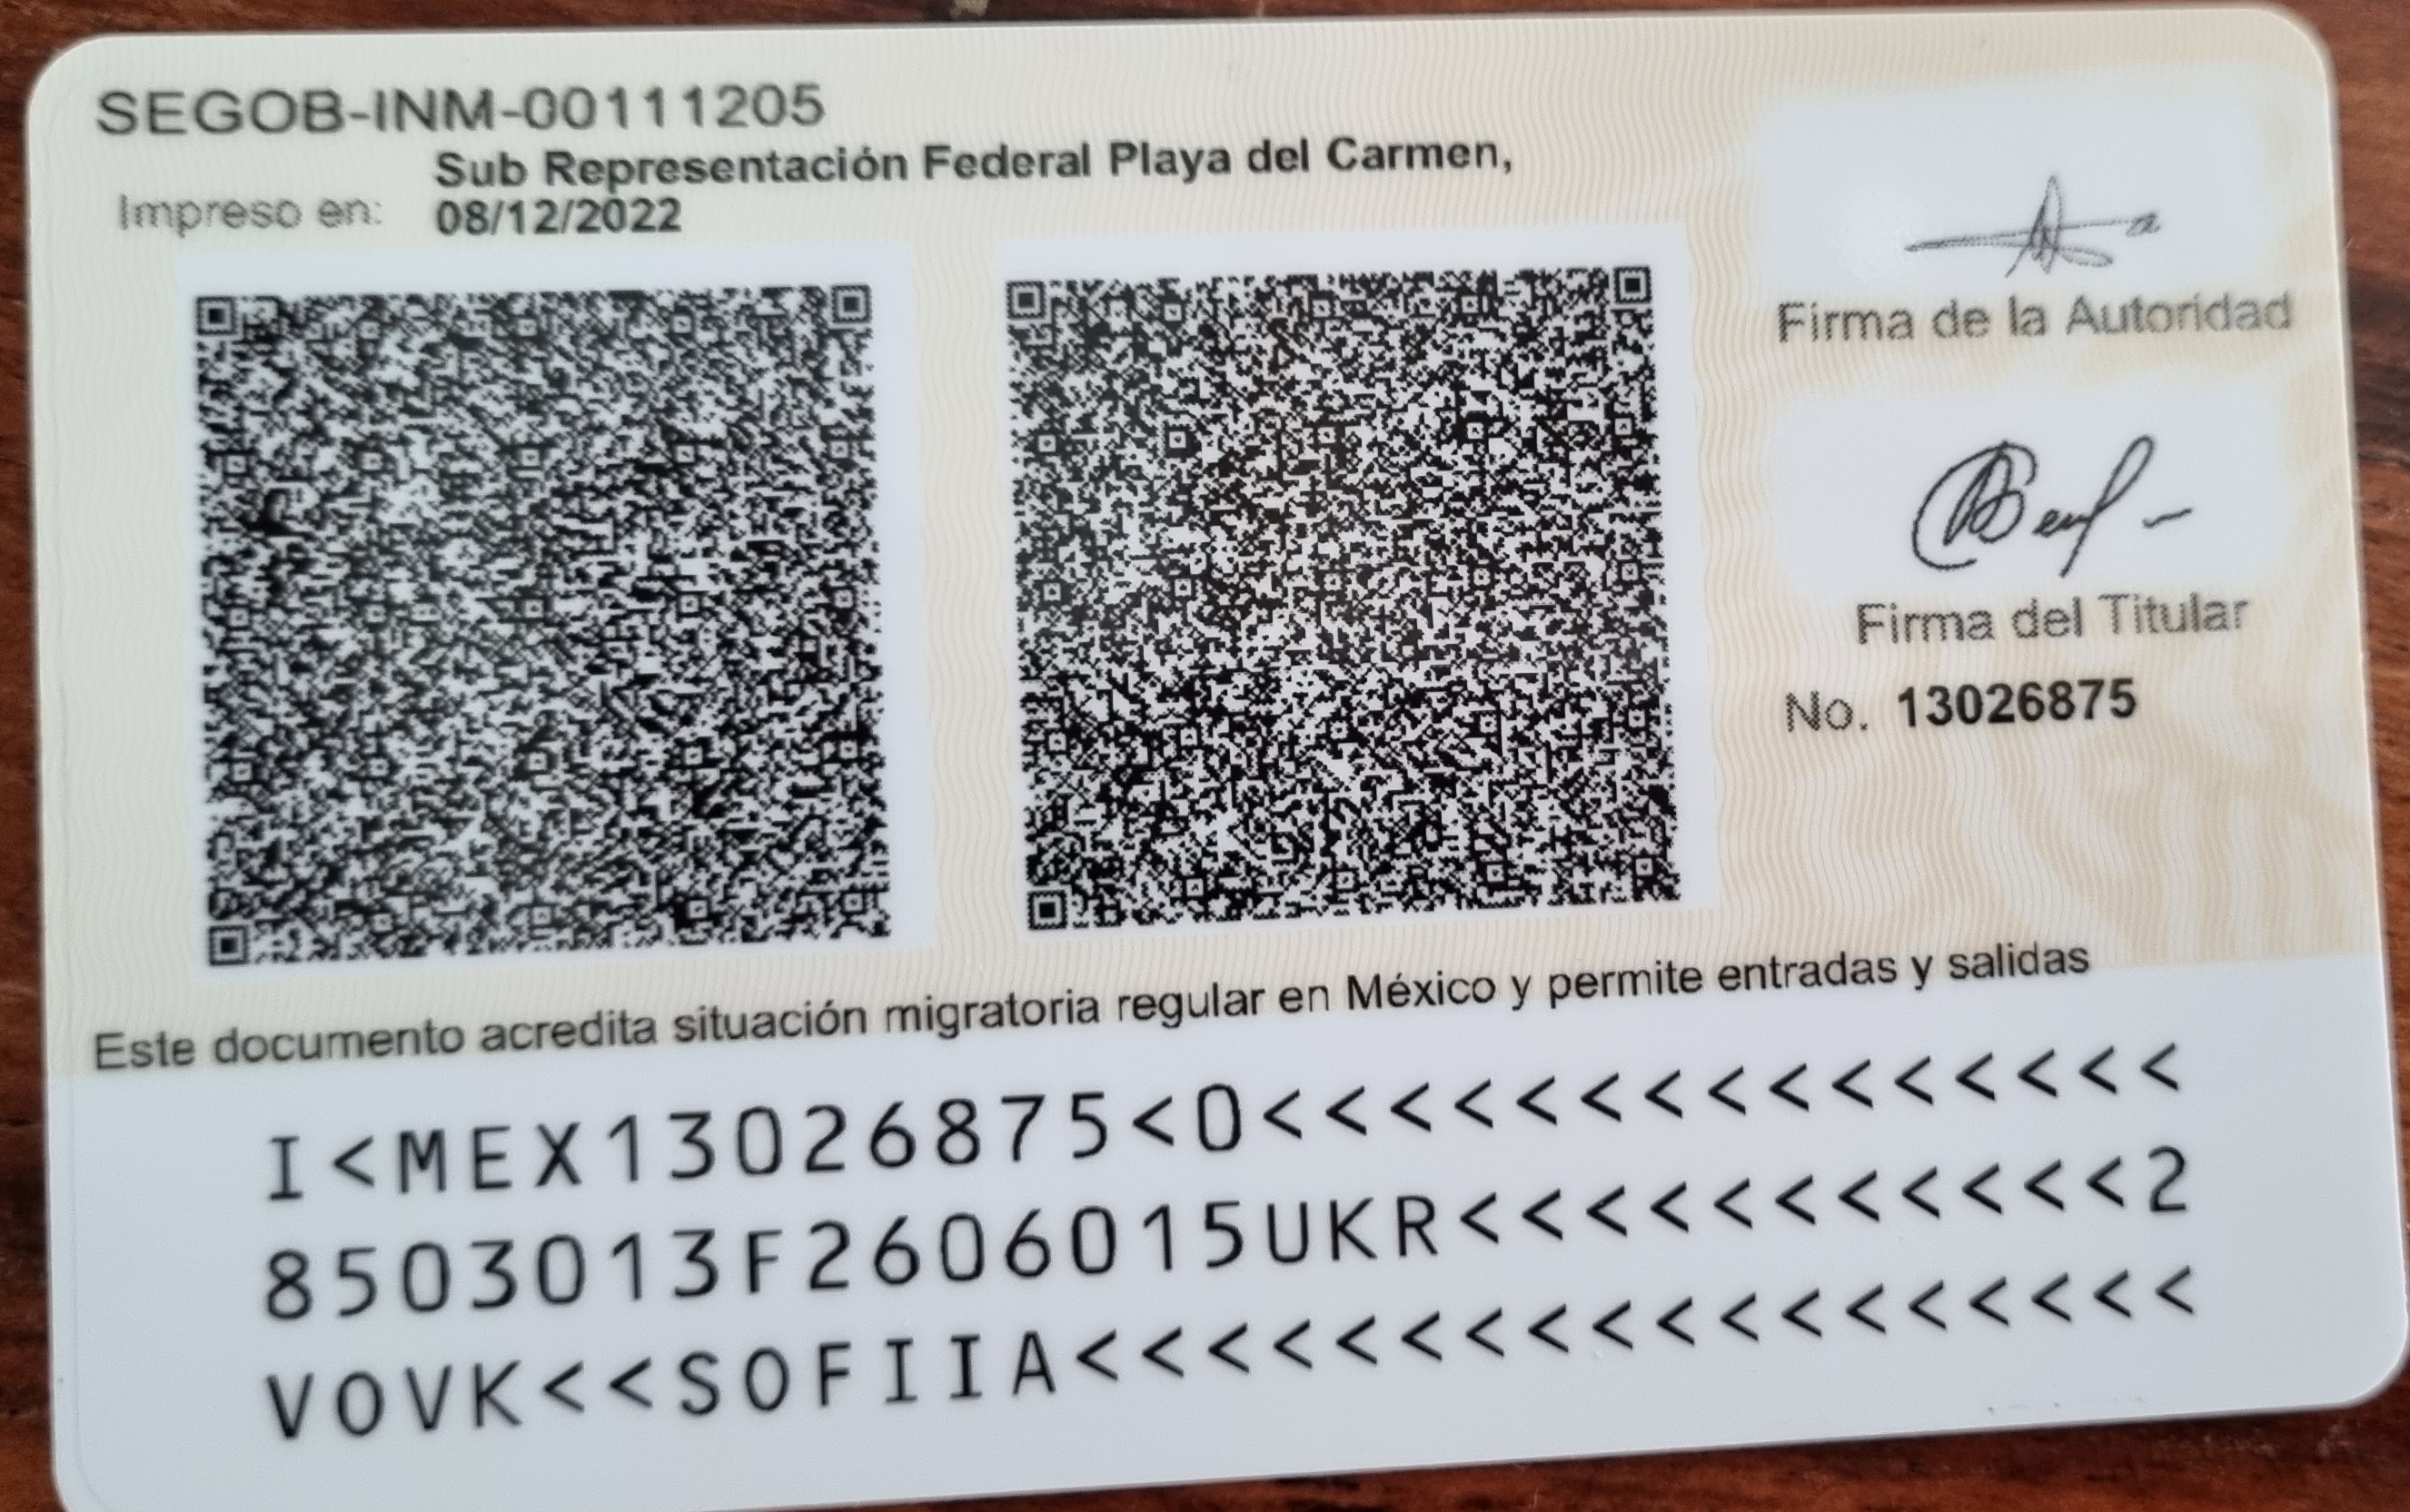 SEGOB-INM-00111205
Sub Representación Federal Playa del Carmen,
Impreso en: 08/12/2022
Firma de la Autoridad
Firma del Titular
No. 13026875
Este documento acredita situación migratoria regular en México y permite entradas y salidas
I<MEX13026875<0<<<<<<<<<<<<<<<
8503013F2606015UKR<<<<<<<<<<<2
VOVK<<SOFIIA<<<<<<<<<<<<<<<<<<